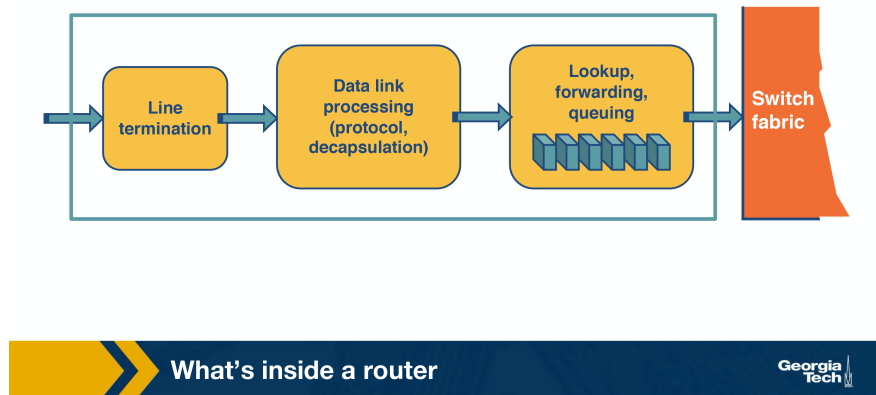 Line
termination
Data link
processing
(protocol,
decapsulation)
Lookup,
forwarding,
queuing
Switch
fabric
What's inside a router
Georgia
Tech